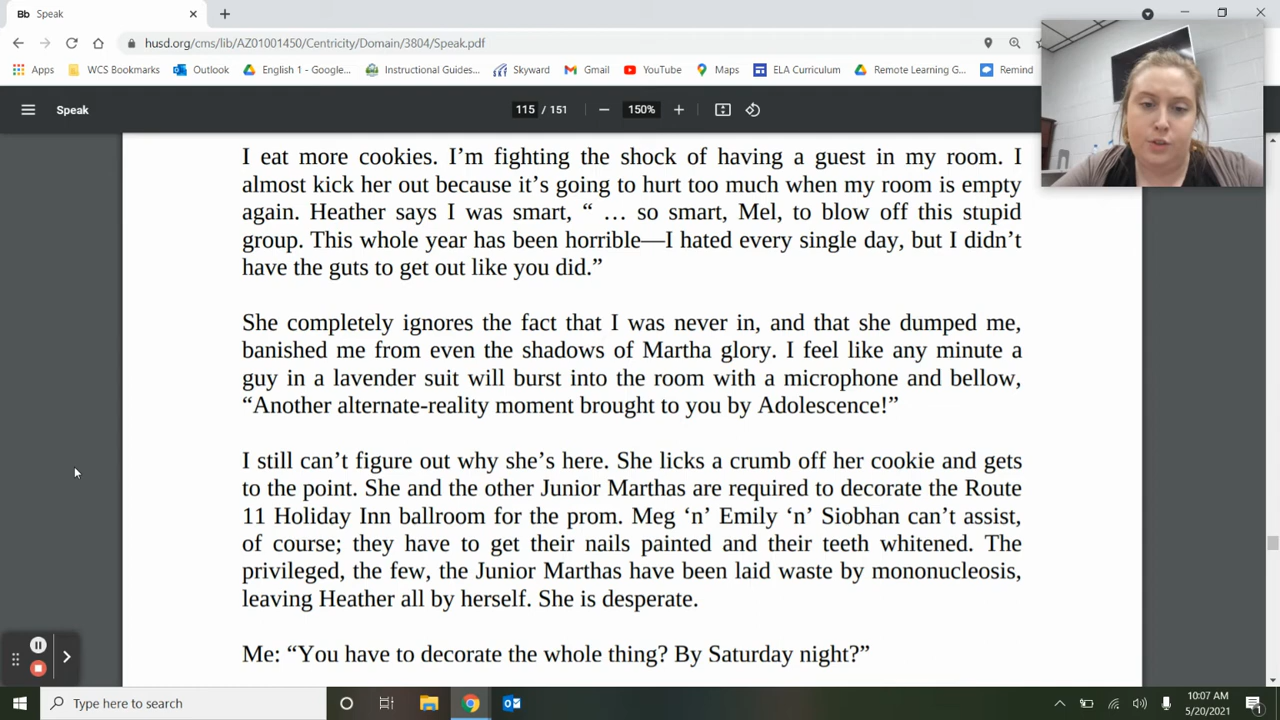 Bb Speak
husd.org/cms/lib/AZ01001450/Centricity/Domain/3804/Speak.pdf
Apps WCS Bookmarks Outlook English 1 - Google... Instructional Guides... Skyward Gmail YouTube Maps ELA Curriculum Remote Learning G... Remind
Speak 115 / 151 150%
I eat more cookies. I’m fighting the shock of having a guest in my room. I
almost kick her out because it’s going to hurt too much when my room is empty
again. Heather says I was smart, “ … so smart, Mel, to blow off this stupid
group. This whole year has been horrible—I hated every single day, but I didn’t
have the guts to get out like you did.”
She completely ignores the fact that I was never in, and that she dumped me,
banished me from even the shadows of Martha glory. I feel like any minute a
guy in a lavender suit will burst into the room with a microphone and bellow,
“Another alternate-reality moment brought to you by Adolescence!”
I still can’t figure out why she’s here. She licks a crumb off her cookie and gets
to the point. She and the other Junior Marthas are required to decorate the Route
11 Holiday Inn ballroom for the prom. Meg ‘n’ Emily ‘n’ Siobhan can’t assist,
of course; they have to get their nails painted and their teeth whitened. The
privileged, the few, the Junior Marthas have been laid waste by mononucleosis,
leaving Heather all by herself. She is desperate.
Me: “You have to decorate the whole thing? By Saturday night?”
Type here to search
10:07 AM
5/20/2021
1